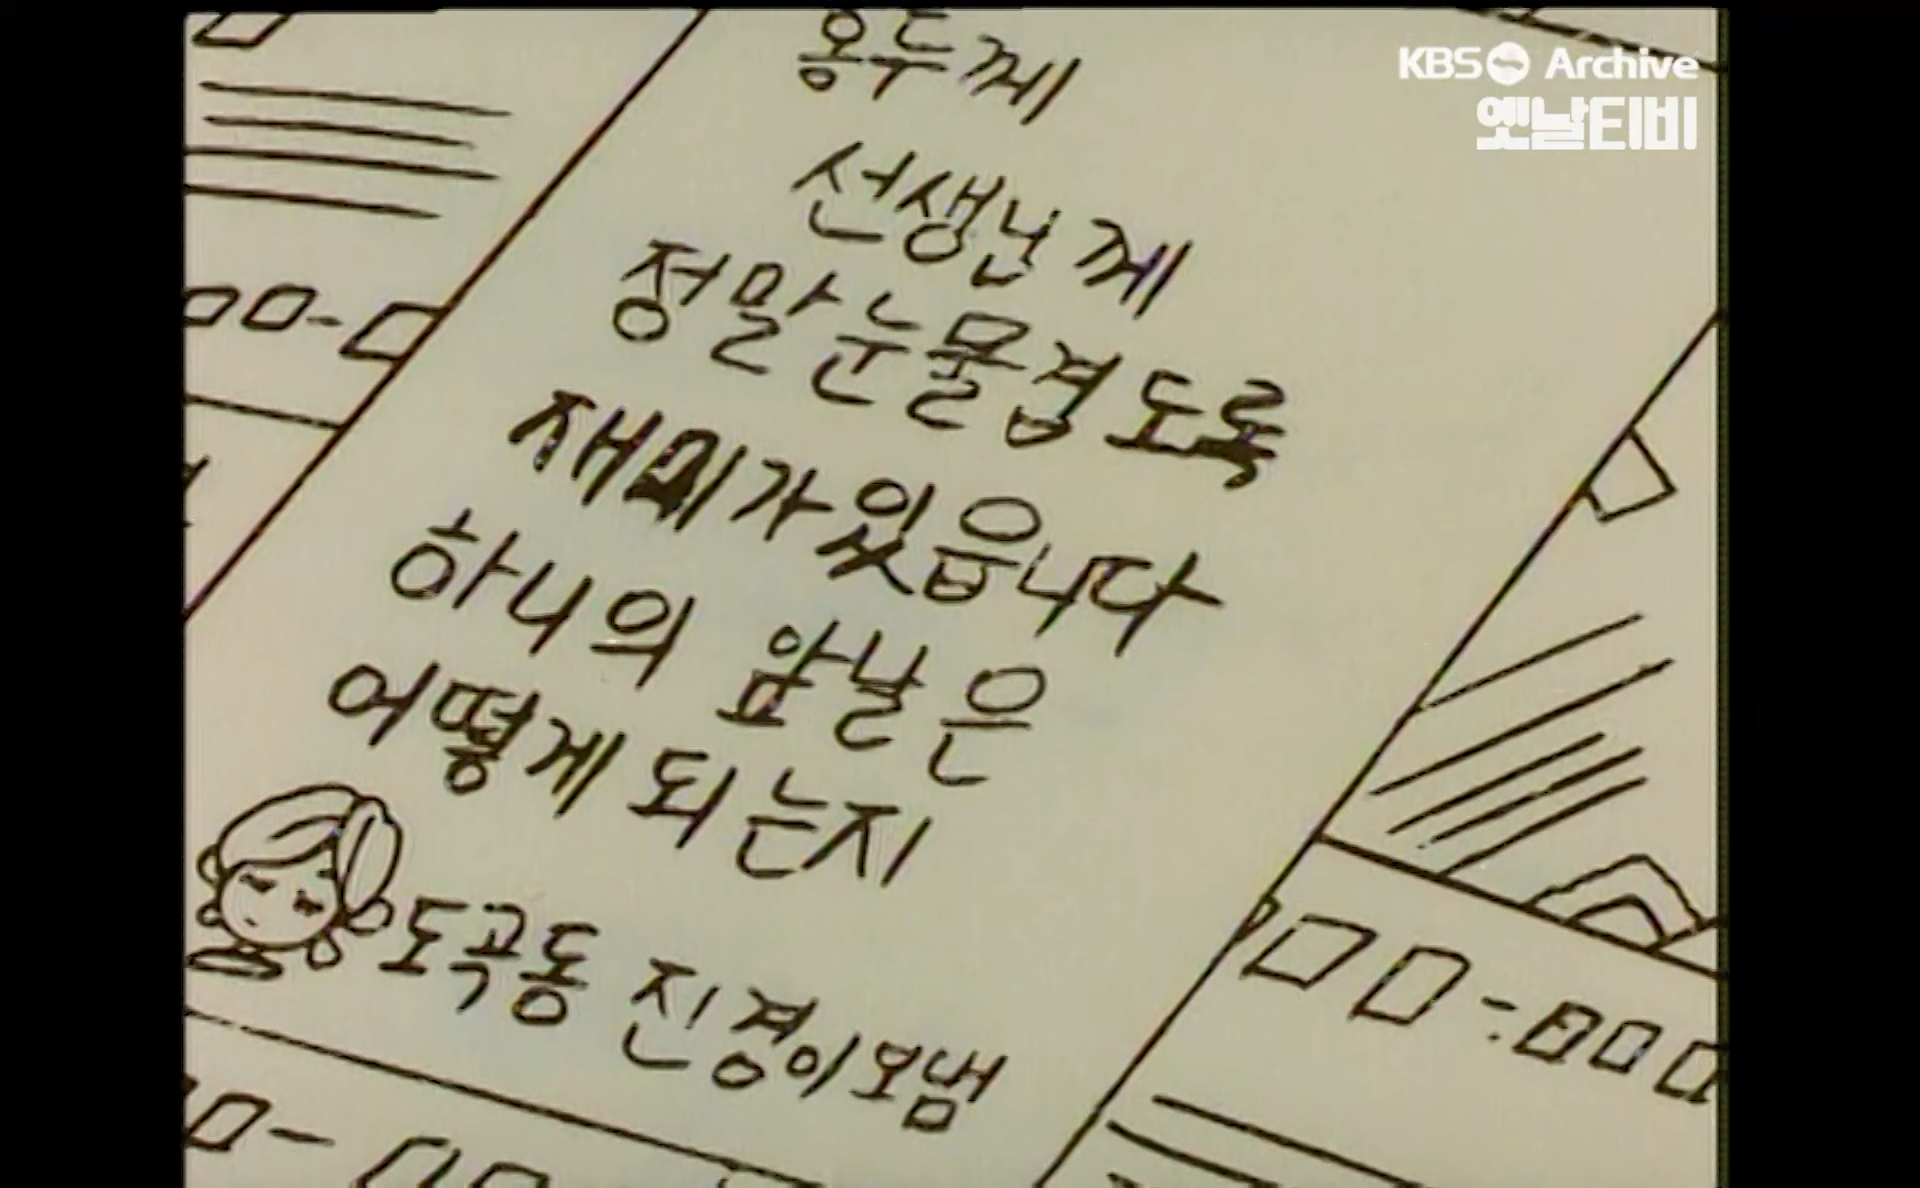 용두께
선생님께
정말 눈물겹도록
재미가 있읍니다
하니의 앞날은
어떻게 되는지
도곡동 진경이 보냄
KBS Archive
옛날티비